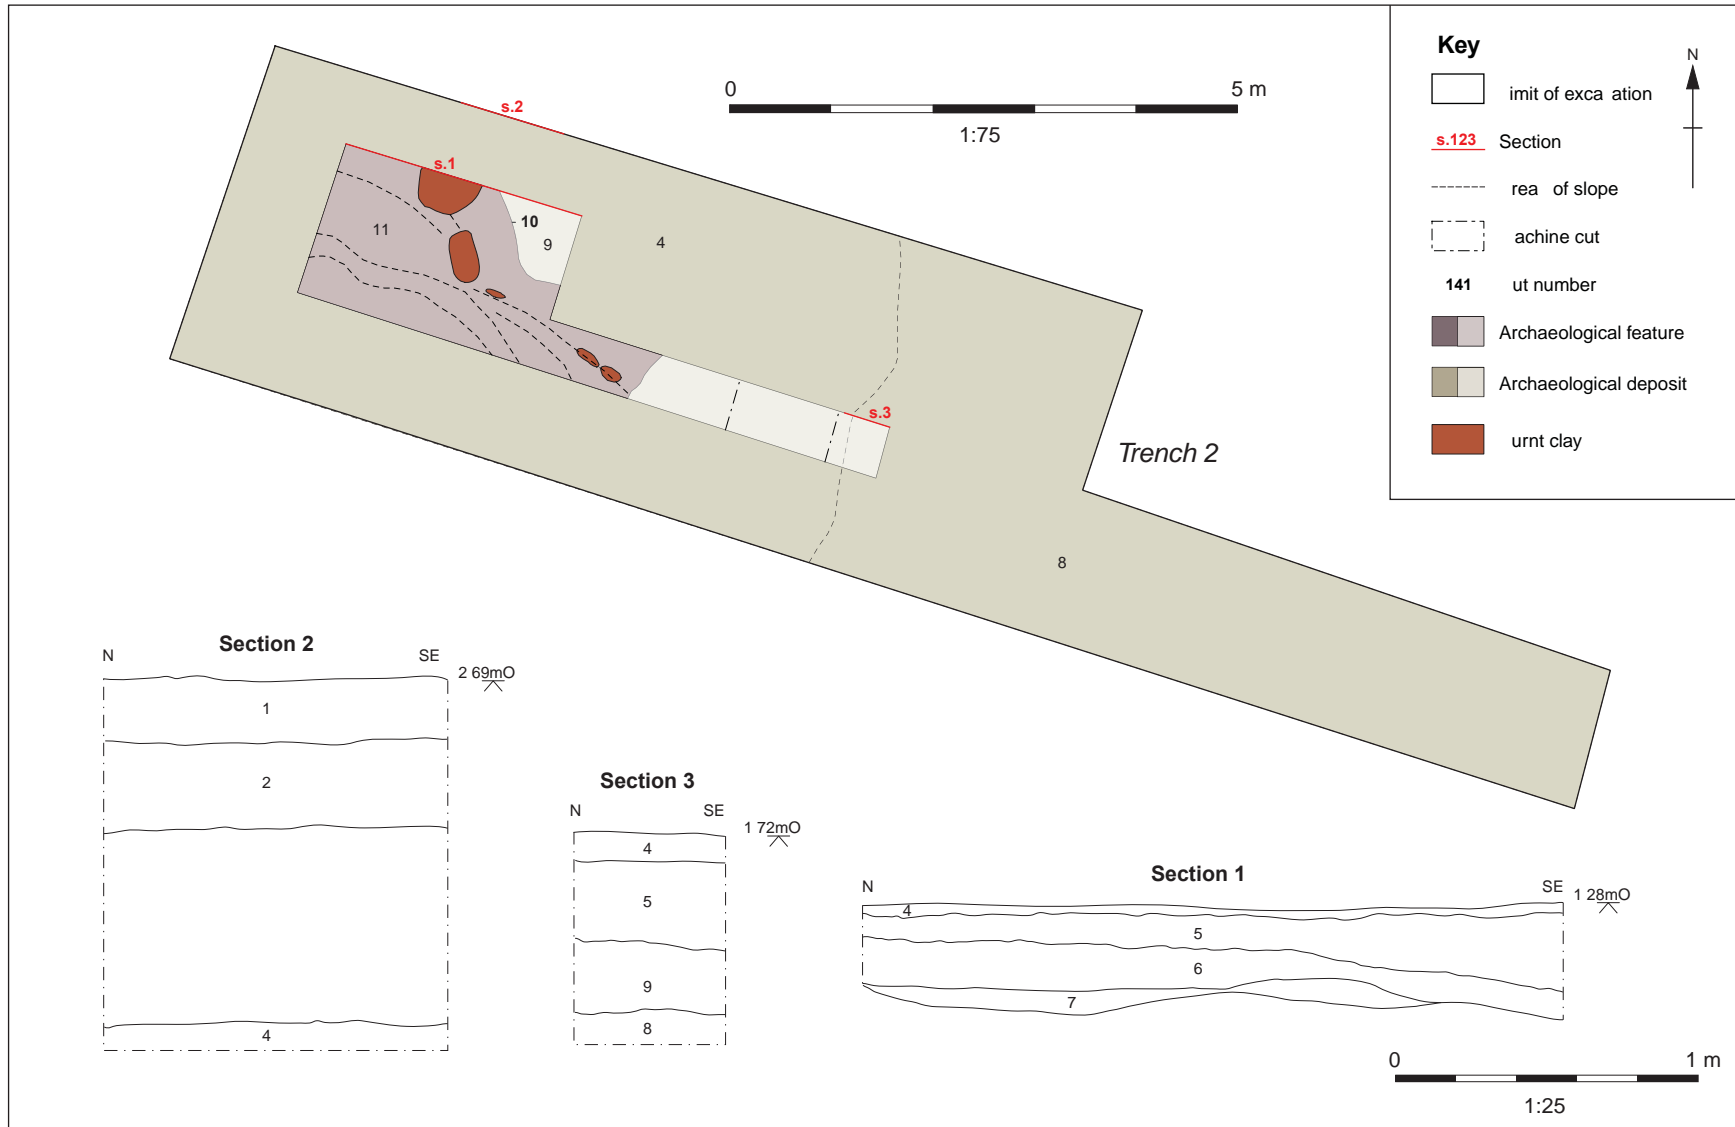 Key
N
imit of exca ation
s.123 Section
rea of slope
achine cut
141 ut number
Archaeological feature
Archaeological deposit
urnt clay
0 5 m
1:75
s.2
s.1
10
9
11
4
s.3
Trench 2
8
Section 2
N SE
2 69mO
1
2
4
Section 3
N SE
1 72mO
4
5
9
8
Section 1
N SE
1 28mO
4
5
6
7
0 1 m
1:25